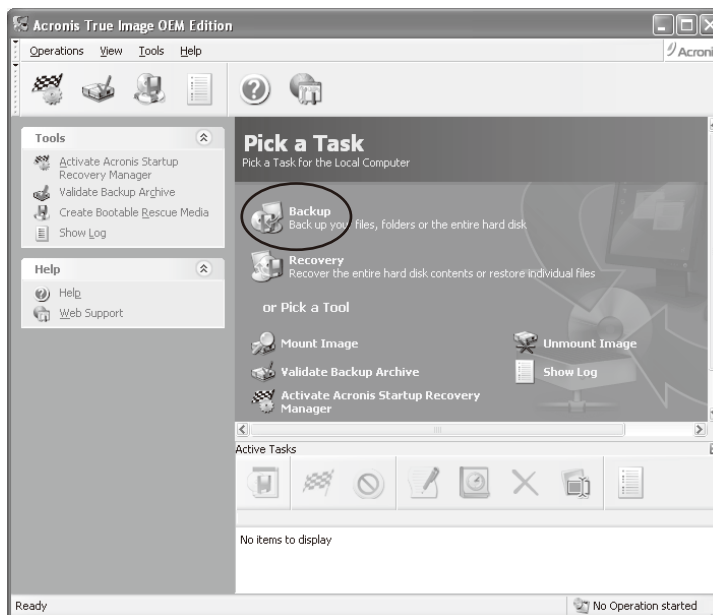 Acronis True Image OEM Edition
Operations View Tools Help
Acroni
Tools
Activate Acronis Startup
Recovery Manager
Validate Backup Archive
Create Bootable Rescue Media
Show Log
Help
Help
Web Support
Pick a Task
Pick a Task for the Local Computer
Backup
Back up your files, folders or the entire hard disk
Recovery
Recover the entire hard disk contents or restore individual files
or Pick a Tool
Mount Image
Unmount Image
Validate Backup Archive
Show Log
Activate Acronis Startup Recovery
Manager
Active Tasks
No items to display
Ready
No Operation started